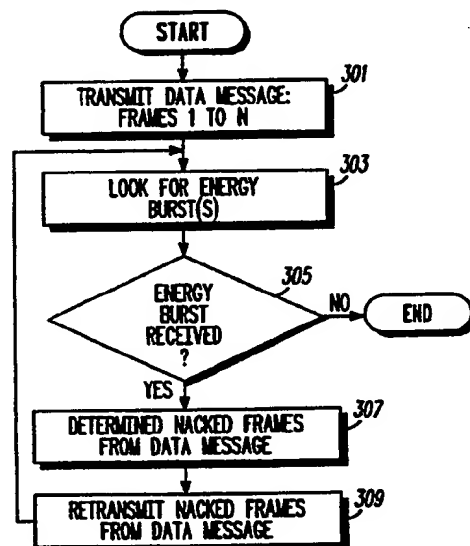 START
301
TRANSMIT DATA MESSAGE:
FRAMES 1 TO N
303
LOOK FOR ENERGY
BURST(S)
305
ENERGY
BURST
RECEIVED
?
NO
END
YES
307
DETERMINED NACKED FRAMES
FROM DATA MESSAGE
309
RETRANSMIT NACKED FRAMES
FROM DATA MESSAGE